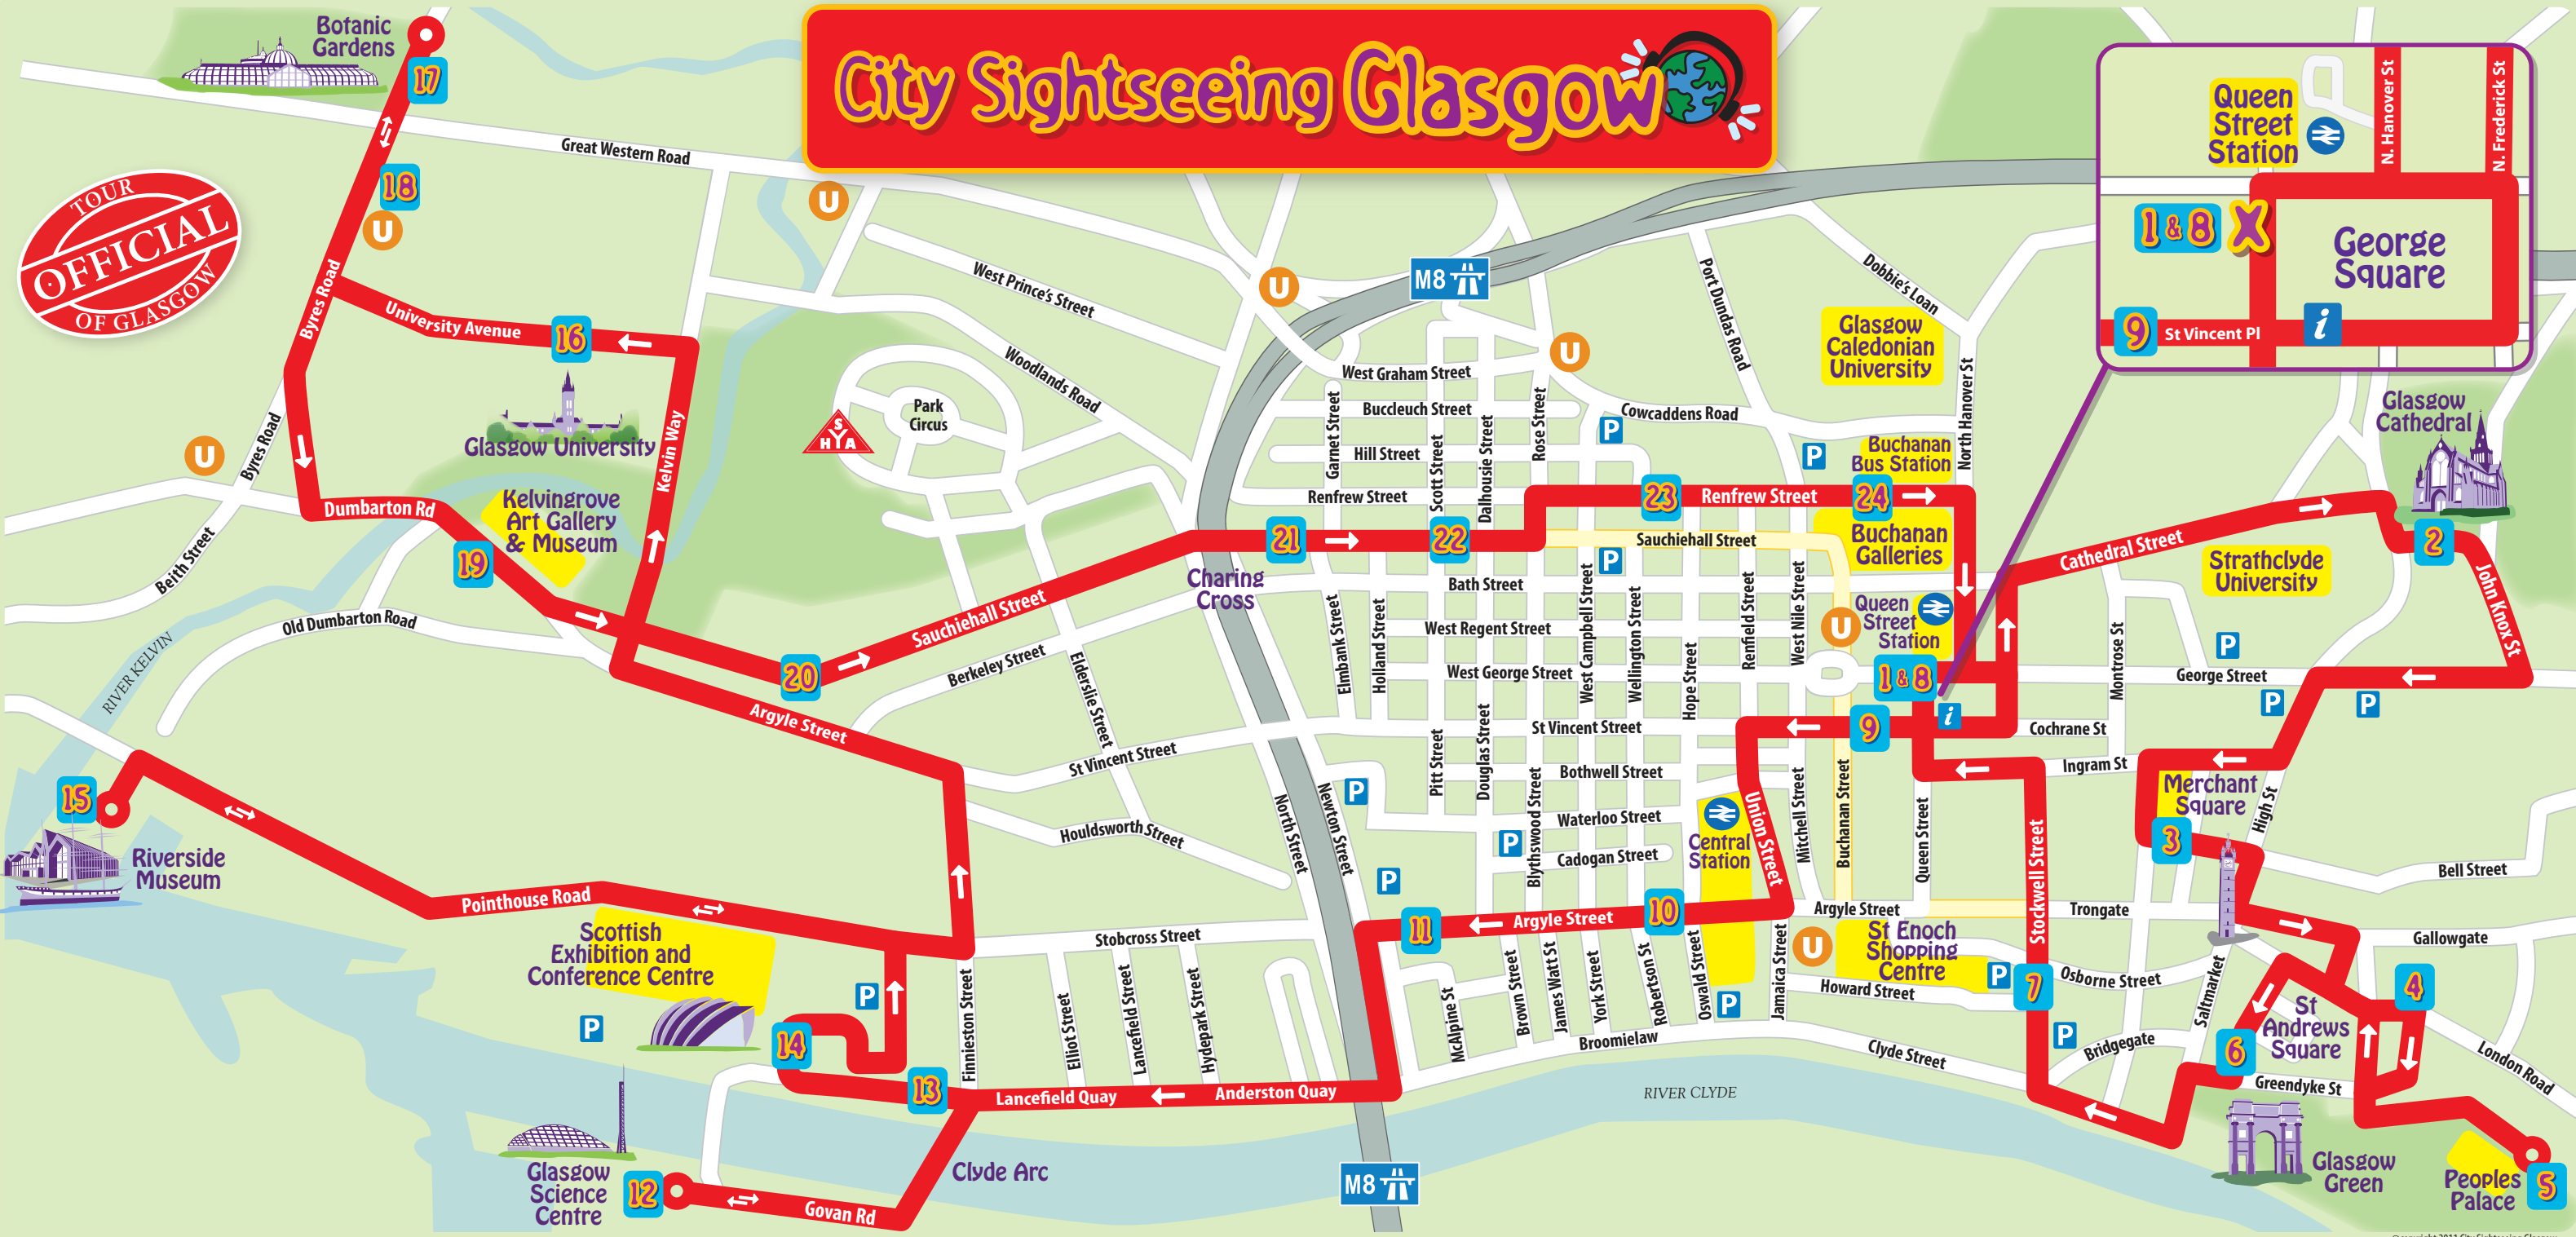 City Sightseeing Glasgow
TOUR
OFFICIAL
OF GLASGOW
Botanic
Gardens
17
18
U
Great Western Road
U
Byres Road
University Avenue
16
Glasgow University
Kelvin Way
Byres Road
U
Beith Street
Dumbarton Rd
Kelvingrove
Art Gallery
& Museum
19
Old Dumbarton Road
RIVER KELVIN
20
Argyle Street
Sauchiehall Street
Berkeley Street
Elderslie Street
St Vincent Street
Houldsworth Street
15
Riverside
Museum
Pointhouse Road
Scottish
Exhibition and
Conference Centre
P
P
14
13
Finnieston Street
Stobcross Street
Elliot Street
Lancefield Street
Hydepark Street
Lancefield Quay
Anderston Quay
Glasgow
Science
Centre
12
Govan Rd
Clyde Arc
M8
West Prince's Street
Woodlands Road
Park
Circus
SYHA
U
M8
U
West Graham Street
Buccleuch Street
Hill Street
Renfrew Street
Garnet Street
Scott Street
Dalhousie Street
Rose Street
Cowcaddens Road
Port Dundas Road
Dobbie's Loan
Glasgow
Caledonian
University
North Hanover St
P
P
Buchanan
Bus Station
21
22
23
Renfrew Street
24
Charing
Cross
Sauchiehall Street
P
Buchanan
Galleries
Bath Street
West Regent Street
West George Street
St Vincent Street
Bothwell Street
Waterloo Street
Cadogan Street
Elmbank Street
Holland Street
Pitt Street
Douglas Street
Blythswood Street
West Campbell Street
Wellington Street
Hope Street
Renfield Street
West Nile Street
U
Queen
Street
Station
1 & 8
9
i
North Street
Newton Street
P
P
P
Central
Station
Union Street
Mitchell Street
Buchanan Street
Queen Street
11
Argyle Street
10
Argyle Street
Trongate
McAlpine St
Brown Street
James Watt St
York Street
Robertson St
Oswald Street
Jamaica Street
P
U
St Enoch
Shopping
Centre
P
Howard Street
Broomielaw
Clyde Street
RIVER CLYDE
Stockwell Street
7
Osborne Street
P
Bridgegate
Saltmarket
Queen
Street
Station
N. Hanover St
N. Frederick St
1 & 8 X
George
Square
9
St Vincent Pl
i
Glasgow
Cathedral
2
Cathedral Street
Strathclyde
University
John Knox St
Montrose St
P
George Street
P
P
Cochrane St
Ingram St
Merchant
Square
3
High St
Bell Street
Gallowgate
4
St
Andrews
Square
6
Greendyke St
London Road
Glasgow
Green
Peoples
Palace
5